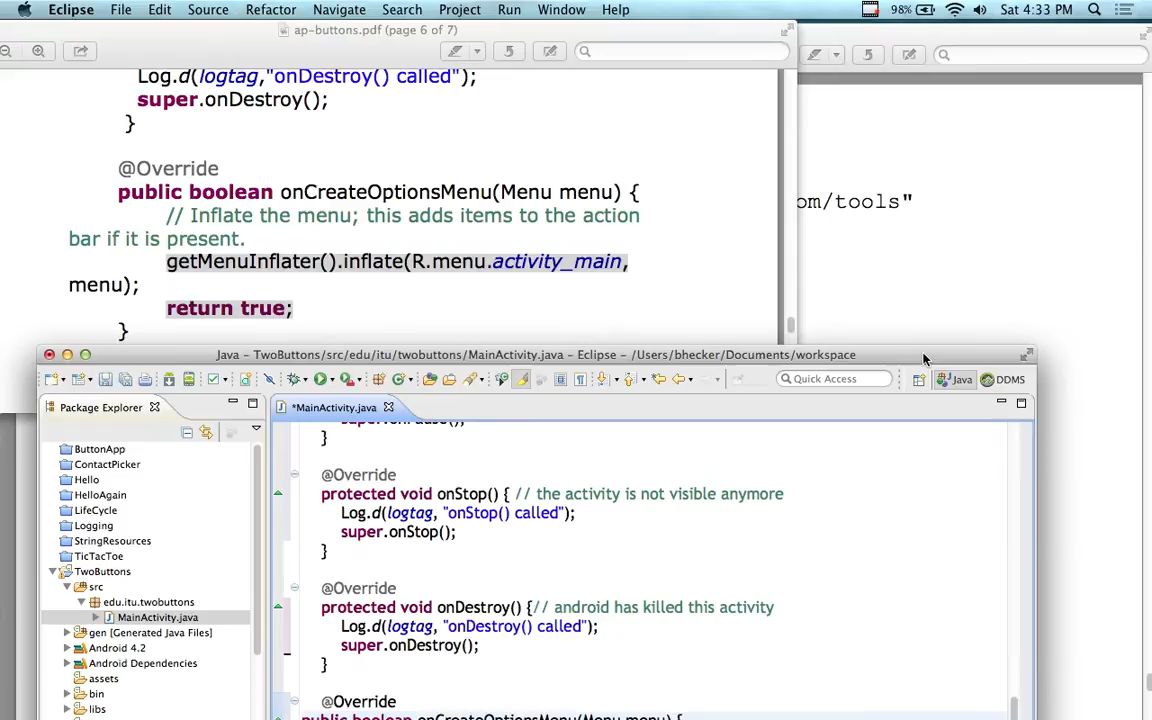 Eclipse File Edit Source Refactor Navigate Search Project Run Window Help 98% Sat 4:33 PM
ap-buttons.pdf (page 6 of 7)
Log.d(logtag,"onDestroy() called");
super.onDestroy();
}
@Override
public boolean onCreateOptionsMenu(Menu menu) {
// Inflate the menu; this adds items to the action
bar if it is present.
getMenuInflater().inflate(R.menu.activity_main,
menu);
return true;
}
om/tools"
Java - TwoButtons/src/edu/itu/twobuttons/MainActivity.java - Eclipse - /Users/bhecker/Documents/workspace
Quick Access Java DDMS
Package Explorer
ButtonApp
ContactPicker
Hello
HelloAgain
LifeCycle
Logging
StringResources
TicTacToe
TwoButtons
src
edu.itu.twobuttons
MainActivity.java
gen [Generated Java Files]
Android 4.2
Android Dependencies
assets
bin
libs
*MainActivity.java
super.onPause();
}
@Override
protected void onStop() { // the activity is not visible anymore
Log.d(logtag, "onStop() called");
super.onStop();
}
@Override
protected void onDestroy() {// android has killed this activity
Log.d(logtag, "onDestroy() called");
super.onDestroy();
}
@Override
public boolean onCreateOptionsMenu(Menu menu) {